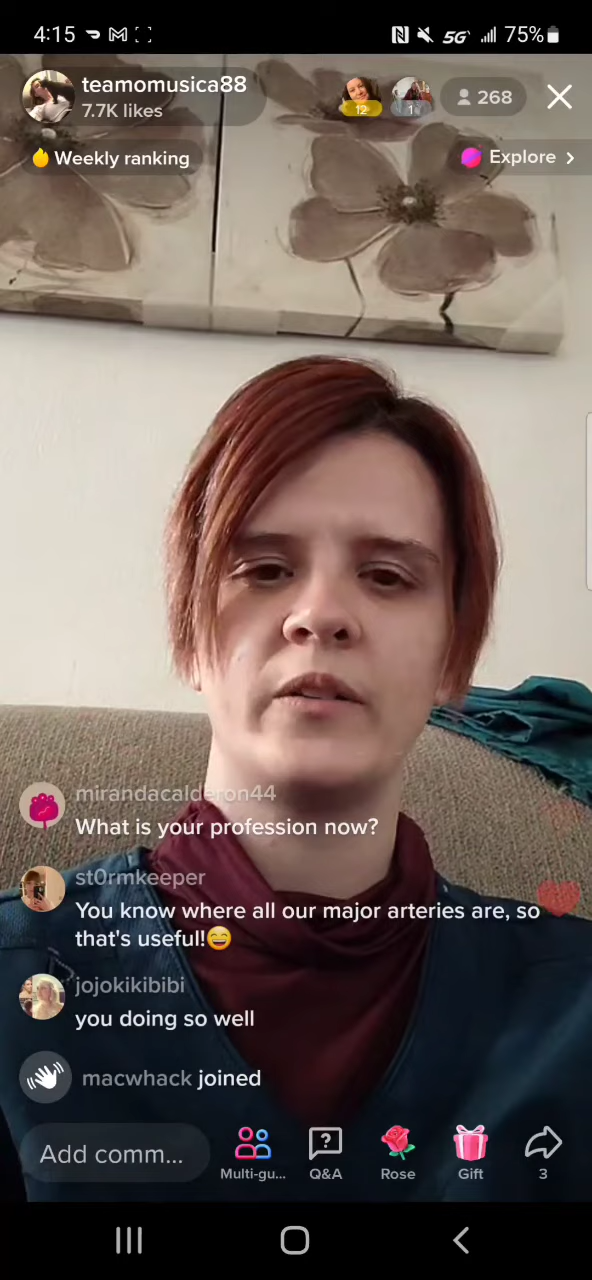 4:15
5G 75%
teamomusica88
7.7K likes
12
1
268
Weekly ranking
Explore
mirandacalderon44
What is your profession now?
st0rmkeeper
You know where all our major arteries are, so
that's useful!😄
jojokikibibi
you doing so well
macwhack joined
Add comm...
Multi-gu...
Q&A
Rose
Gift
3